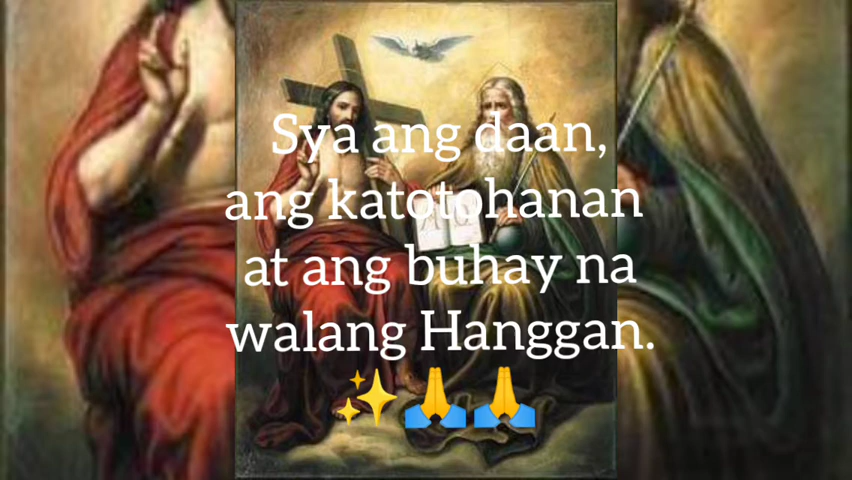 Sya ang daan,
ang katotohanan
at ang buhay na
walang Hanggan.
✨🙏🙏